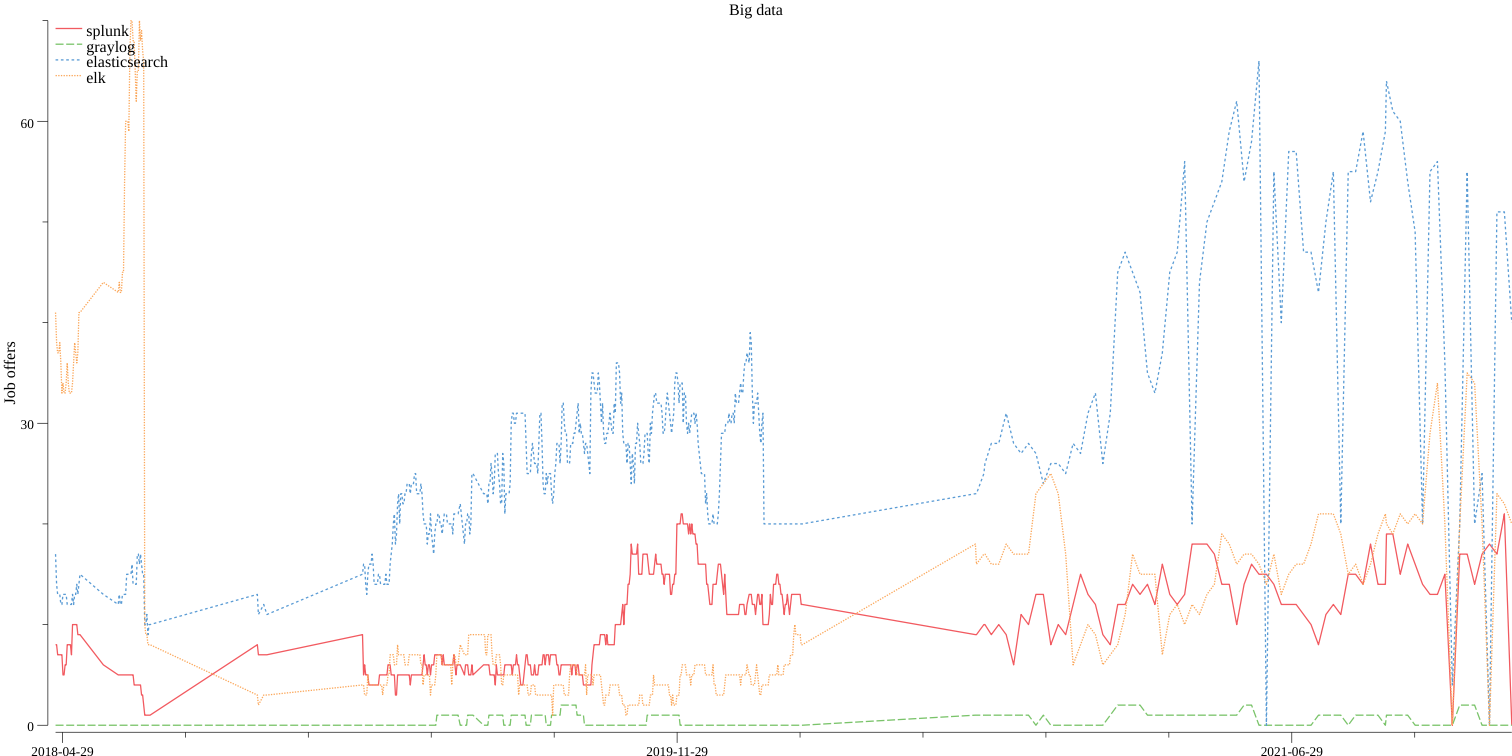 Big data
splunk
graylog
elasticsearch
elk
60
30
0
Job offers
2018-04-29
2019-11-29
2021-06-29